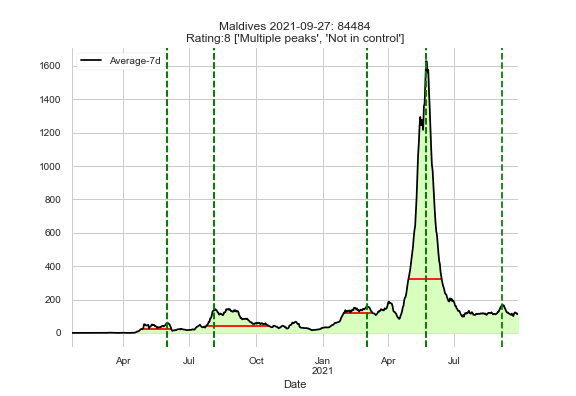 Maldives 2021-09-27: 84484
Rating:8 ['Multiple peaks', 'Not in control']
Average-7d
1600
1400
1200
1000
800
600
400
200
0
Apr Jul Oct Jan Apr Jul
2021
Date